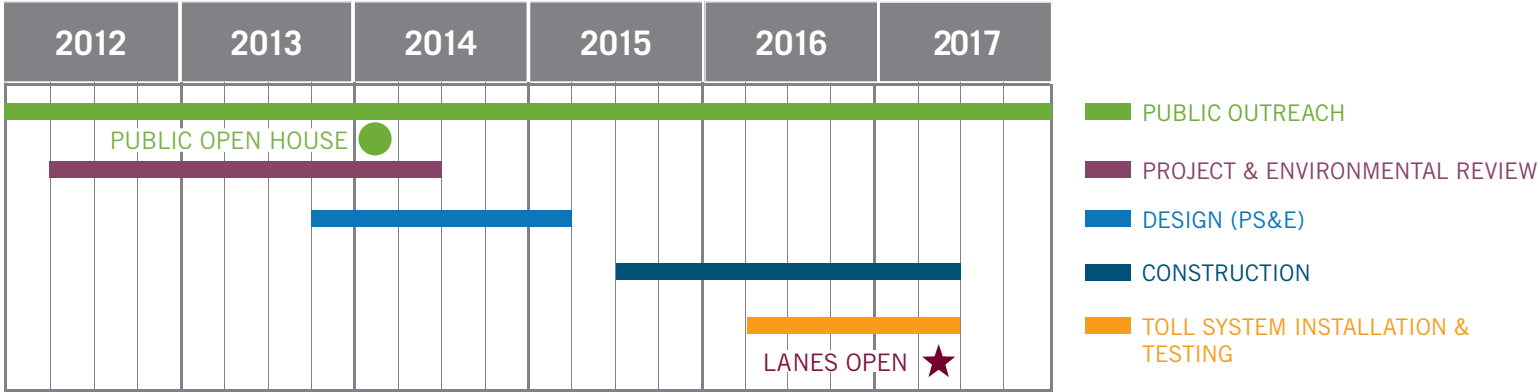 2012 2013 2014 2015 2016 2017
PUBLIC OUTREACH
PUBLIC OPEN HOUSE
PROJECT & ENVIRONMENTAL REVIEW
DESIGN (PS&E)
CONSTRUCTION
TOLL SYSTEM INSTALLATION &
TESTING
LANES OPEN